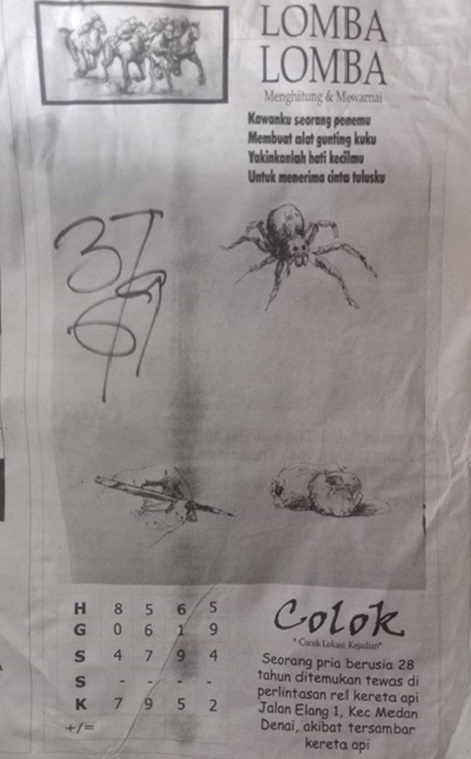 LOMBA
LOMBA
Menghitung & Mewarnai
Kawanku seorang penemu
Membuat alat gunting kuku
Yakinkanlah hati kecilmu
Untuk menerima cinta tulusku
37
69
H 8 5 6 5
G 0 6 1 9
S 4 7 9 4
S - - - -
K 7 9 5 2
+/=
Colok
"Cocok Lokasi Kejadian"
Seorang pria berusia 28
tahun ditemukan tewas di
perlintasan rel kereta api
Jalan Elang 1, Kec Medan
Denai, akibat tersambar
kereta api